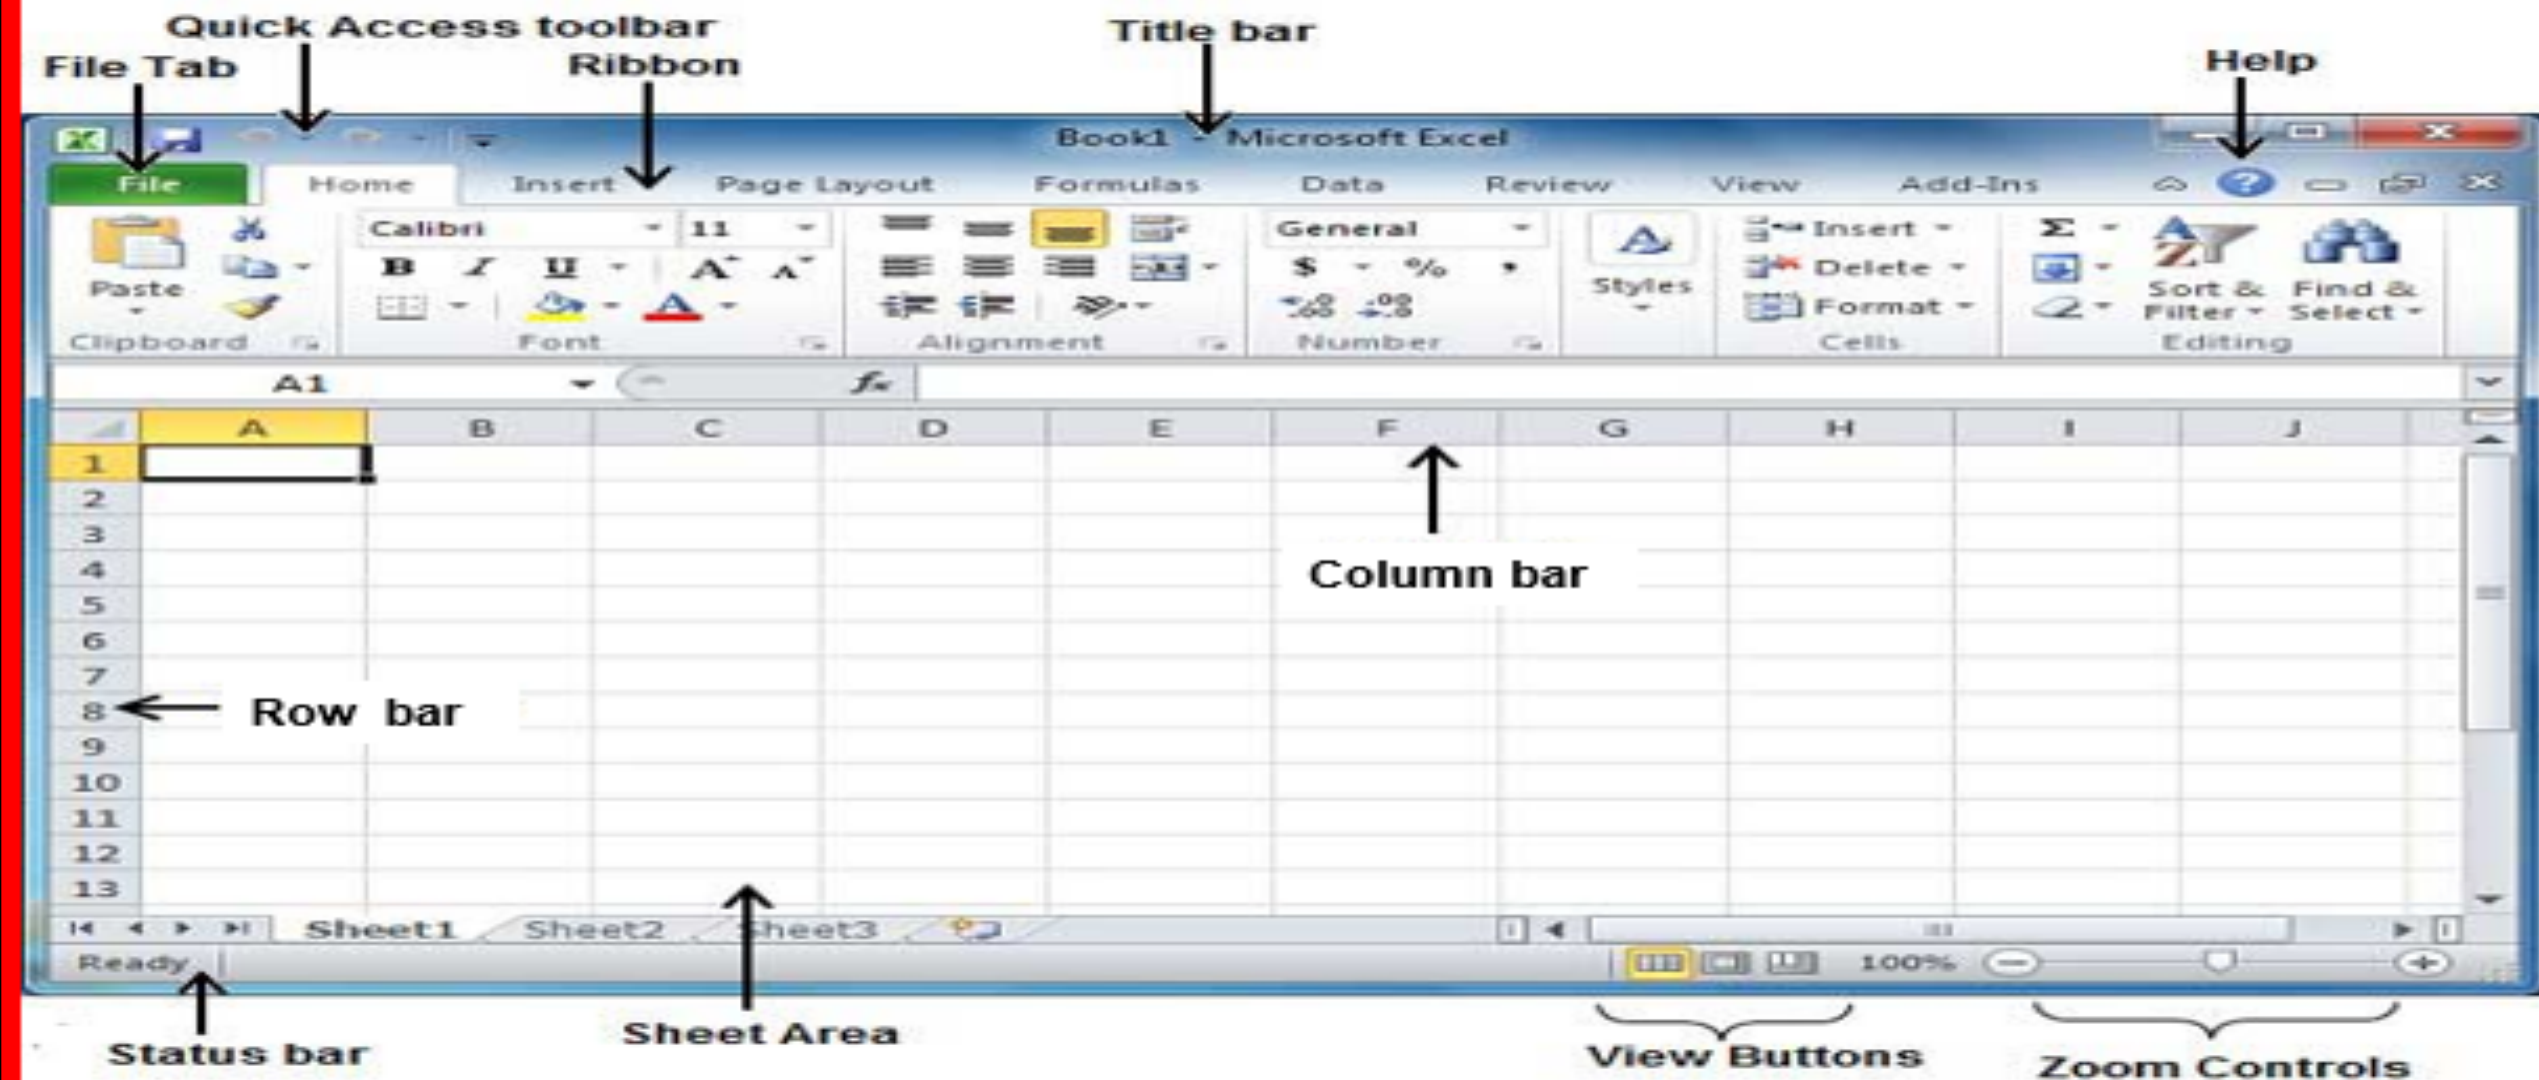 Quick Access toolbar
Title bar
File Tab
Ribbon
Help
Book1 - Microsoft Excel
File Home Insert Page Layout Formulas Data Review View Add-Ins
Calibri 11 General Insert
B I U A A $ % , Delete
Paste Styles Sort & Find &
A Format Filter Select
Clipboard Font Alignment Number Cells Editing
A1 fx
A B C D E F G H I J
1
2
3
4
Column bar
5
6
7
8 Row bar
9
10
11
12
13
Sheet1 Sheet2 Sheet3
Ready 100%
Sheet Area
Status bar
View Buttons
Zoom Controls